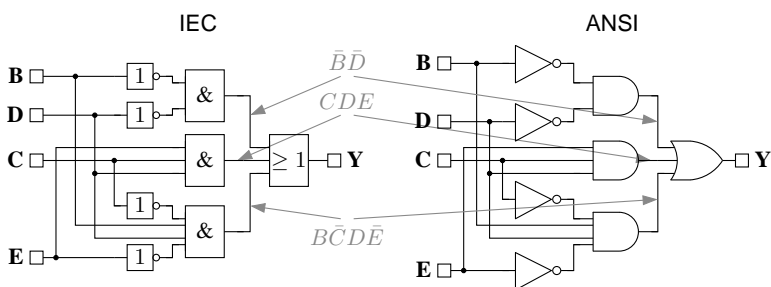 IEC ANSI
B 1 & B̄D̄ B
D 1 CDE D
C & ≥ 1 Y C Y
1 & BC̄DĒ
E 1 E